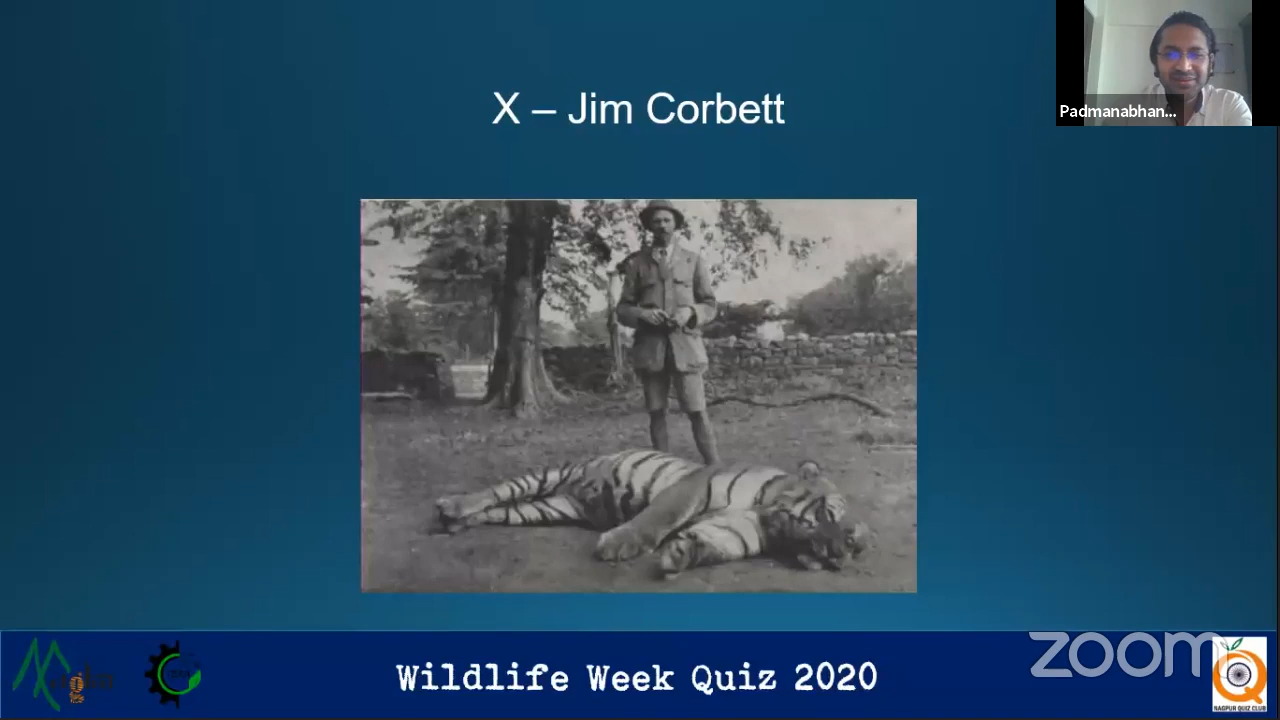 X – Jim Corbett
Padmanabhan...
Wildlife Week Quiz 2020
zoom
NAGPUR QUIZ CLUB